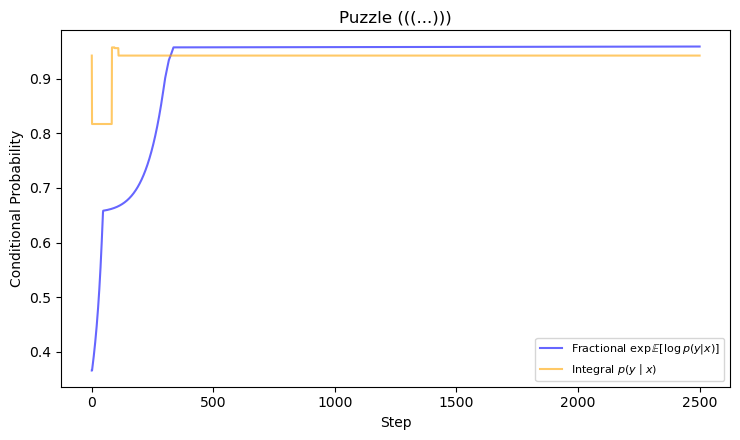 Puzzle (((...)))
Conditional Probability
0.9
0.8
0.7
0.6
0.5
0.4
Fractional exp𝔼[log p(y|x)]
Integral p(y | x)
0 500 1000 1500 2000 2500
Step